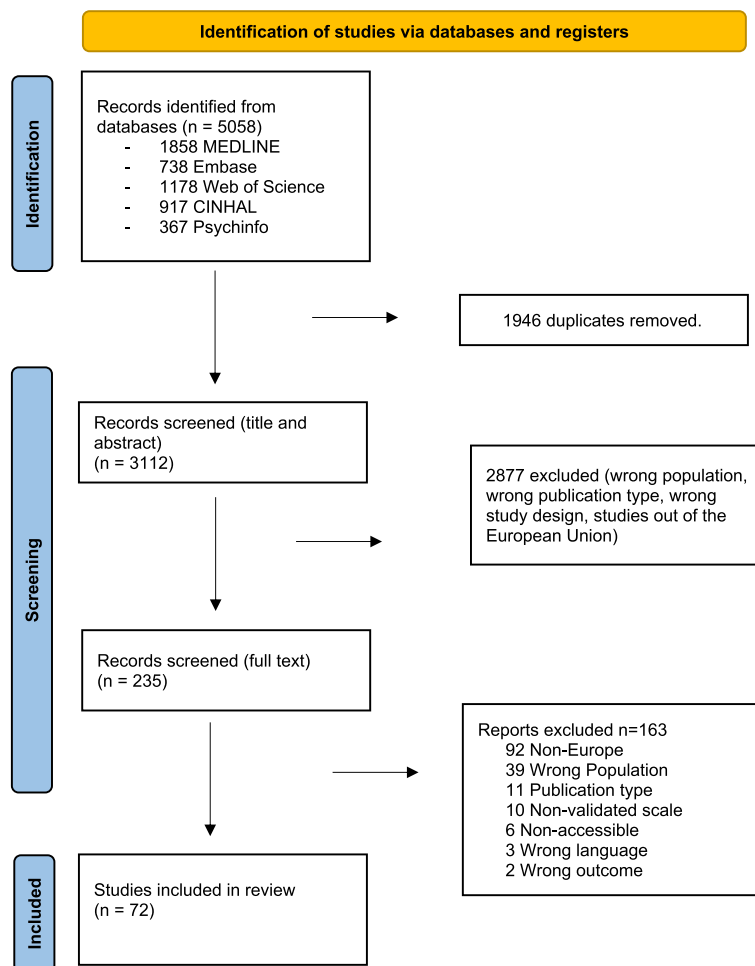 Identification of studies via databases and registers
Identification
Records identified from
databases (n = 5058)
- 1858 MEDLINE
- 738 Embase
- 1178 Web of Science
- 917 CINHAL
- 367 Psychinfo
1946 duplicates removed.
Screening
Records screened (title and
abstract)
(n = 3112)
2877 excluded (wrong population,
wrong publication type, wrong
study design, studies out of the
European Union)
Records screened (full text)
(n = 235)
Reports excluded n=163
92 Non-Europe
39 Wrong Population
11 Publication type
10 Non-validated scale
6 Non-accessible
3 Wrong language
2 Wrong outcome
Included
Studies included in review
(n = 72)